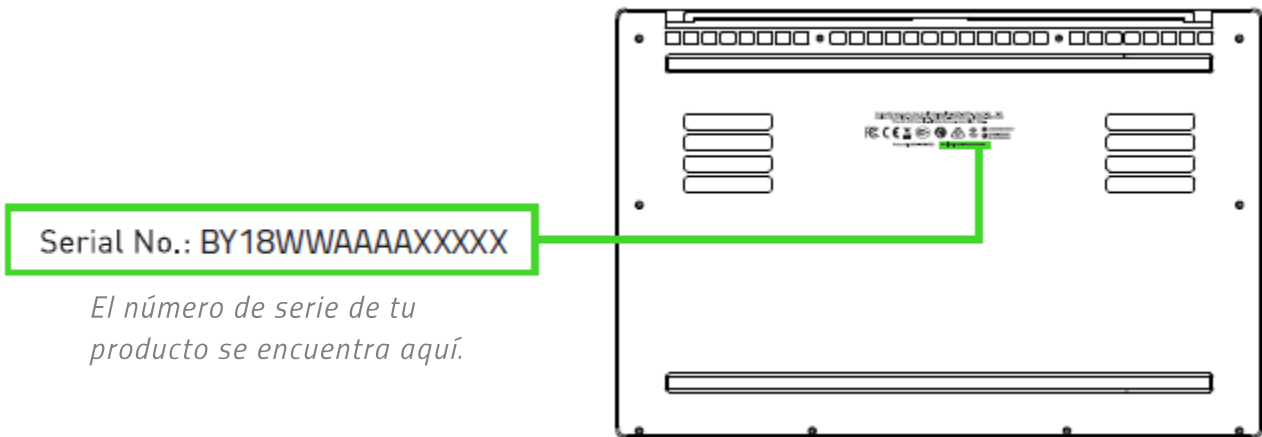 Serial No.: BY18WWAAAAXXXXX
El número de serie de tu
producto se encuentra aquí.